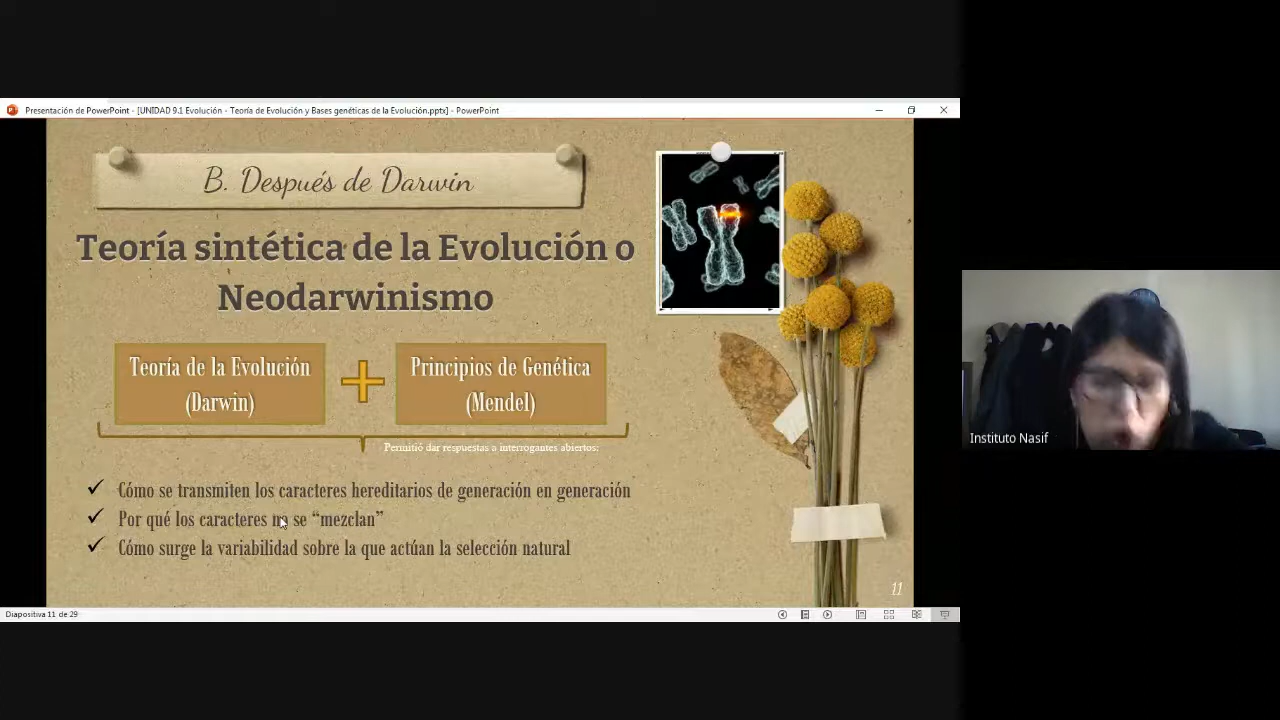 Presentación de PowerPoint - [UNIDAD 9.1 Evolución - Teoría de Evolución y Bases genéticas de la Evolución.pptx] - PowerPoint
B. Después de Darwin
Teoría sintética de la Evolución o
Neodarwinismo
Teoría de la Evolución
(Darwin)
Principios de Genética
(Mendel)
Permitió dar respuestas a interrogantes abiertos:
Cómo se transmiten los caracteres hereditarios de generación en generación
Por qué los caracteres no se “mezclan”
Cómo surge la variabilidad sobre la que actúan la selección natural
11
Diapositiva 11 de 29
Instituto Nasif